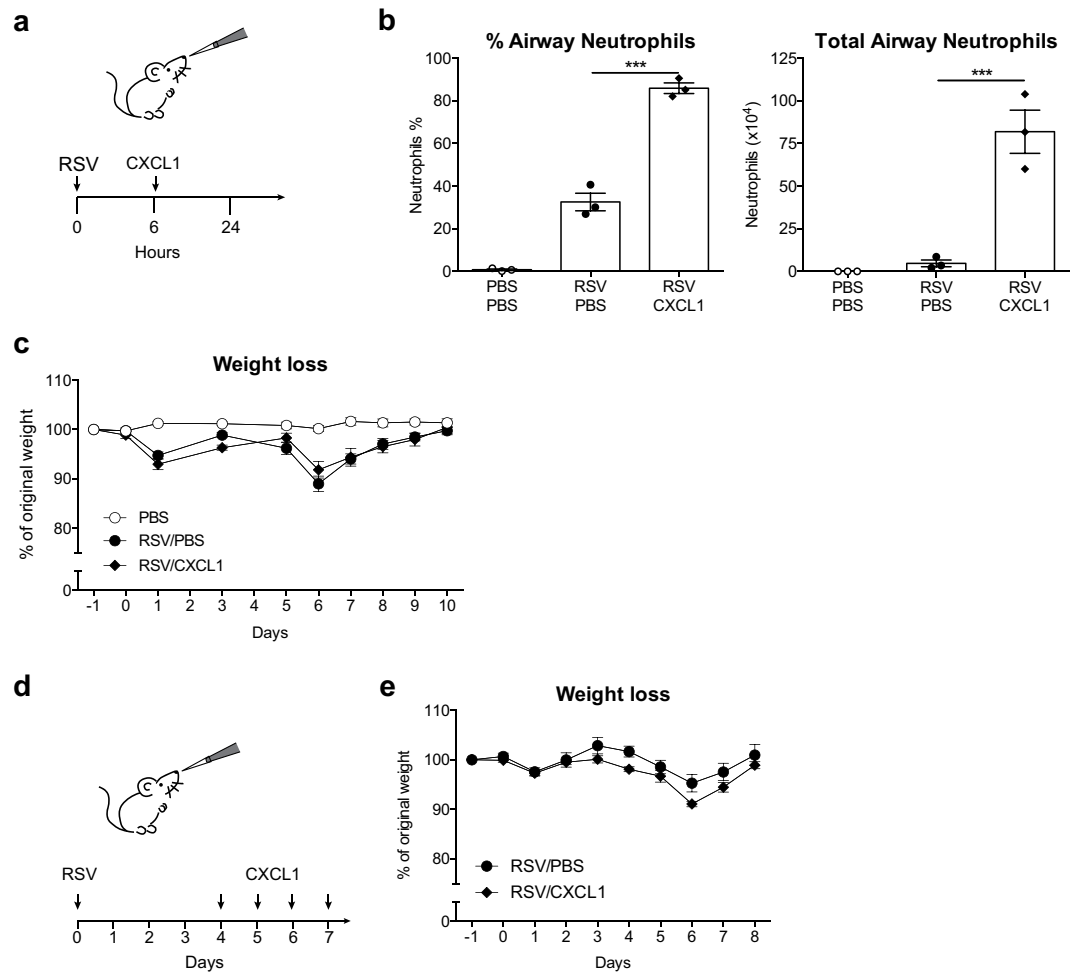 a
RSV CXCL1
0 6 24
Hours
b
% Airway Neutrophils
***
Neutrophils %
100
80
60
40
20
0
PBS RSV RSV
PBS PBS CXCL1
Total Airway Neutrophils
***
Neutrophils (x10⁴)
125
100
75
50
25
0
PBS RSV RSV
PBS PBS CXCL1
c
Weight loss
% of original weight
110
100
90
80
0
PBS
RSV/PBS
RSV/CXCL1
-1 0 1 2 3 4 5 6 7 8 9 10
Days
d
RSV CXCL1
0 1 2 3 4 5 6 7
Days
e
Weight loss
% of original weight
110
100
90
80
0
RSV/PBS
RSV/CXCL1
-1 0 1 2 3 4 5 6 7 8
Days